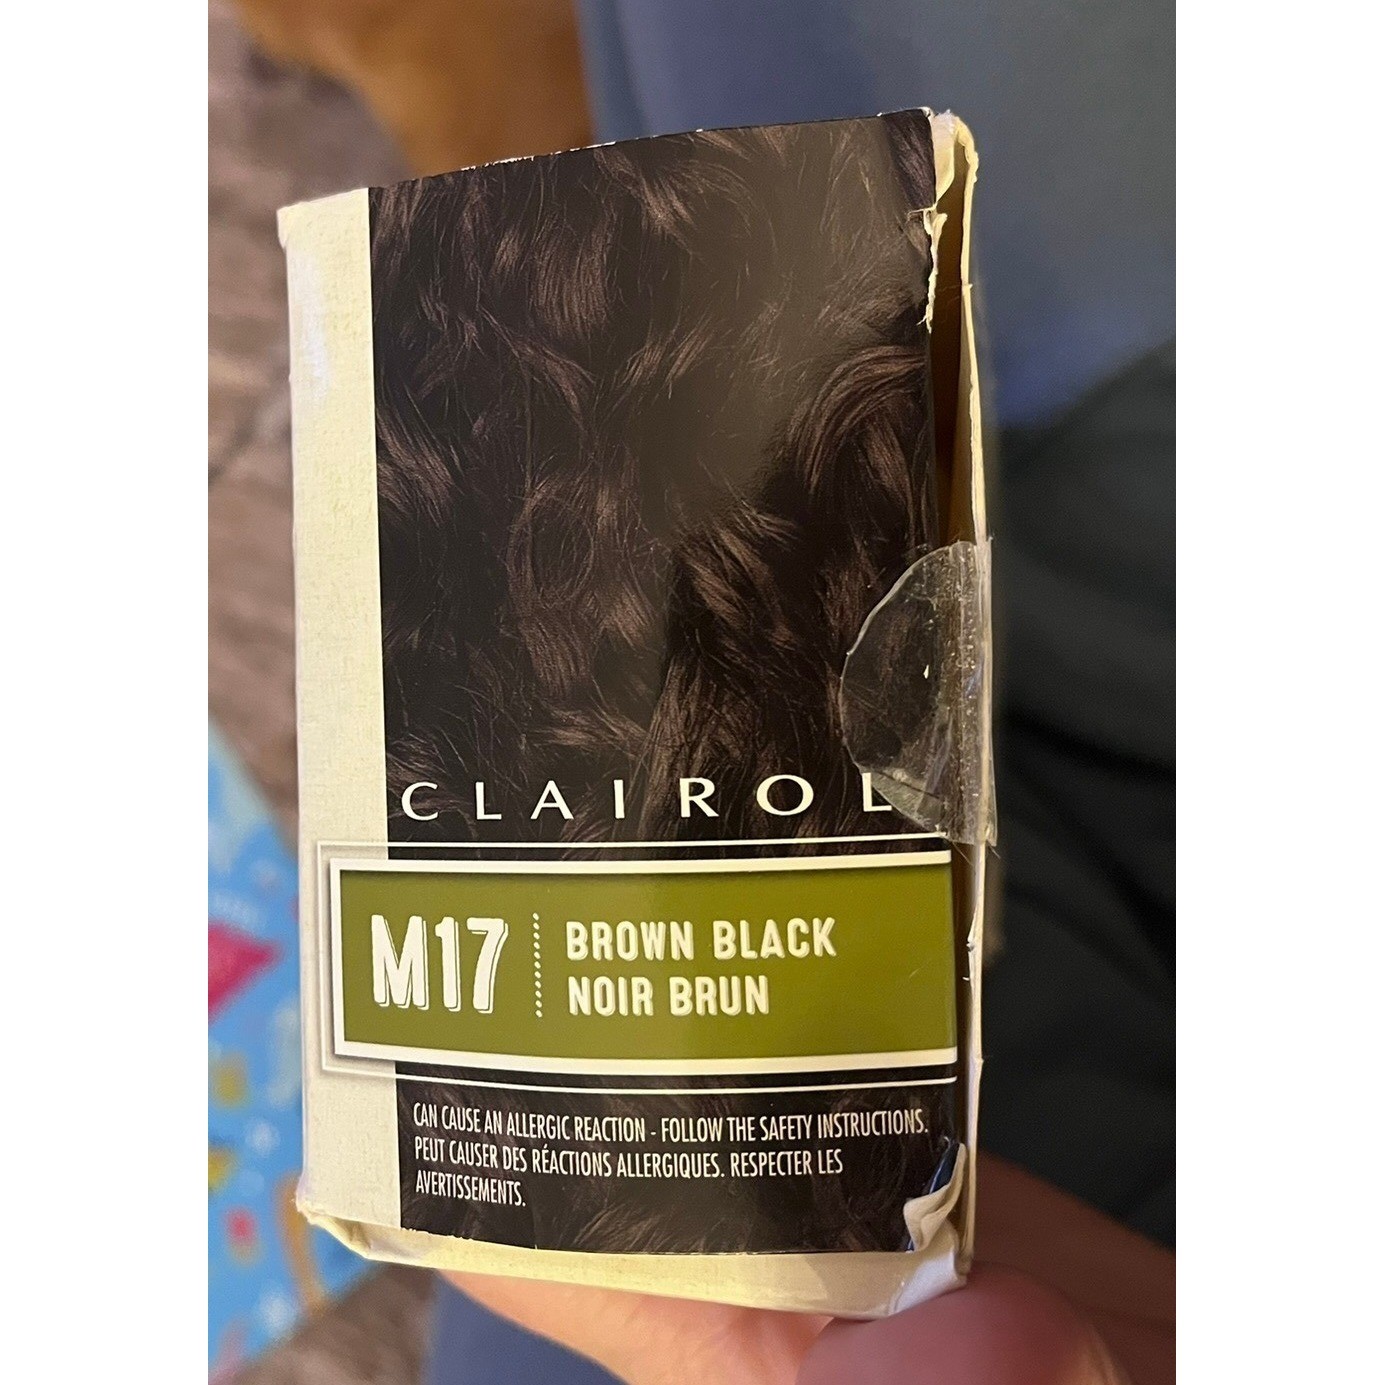 CLAIROL
M17
BROWN BLACK
NOIR BRUN
CAN CAUSE AN ALLERGIC REACTION - FOLLOW THE SAFETY INSTRUCTIONS.
PEUT CAUSER DES RÉACTIONS ALLERGIQUES. RESPECTER LES
AVERTISSEMENTS.